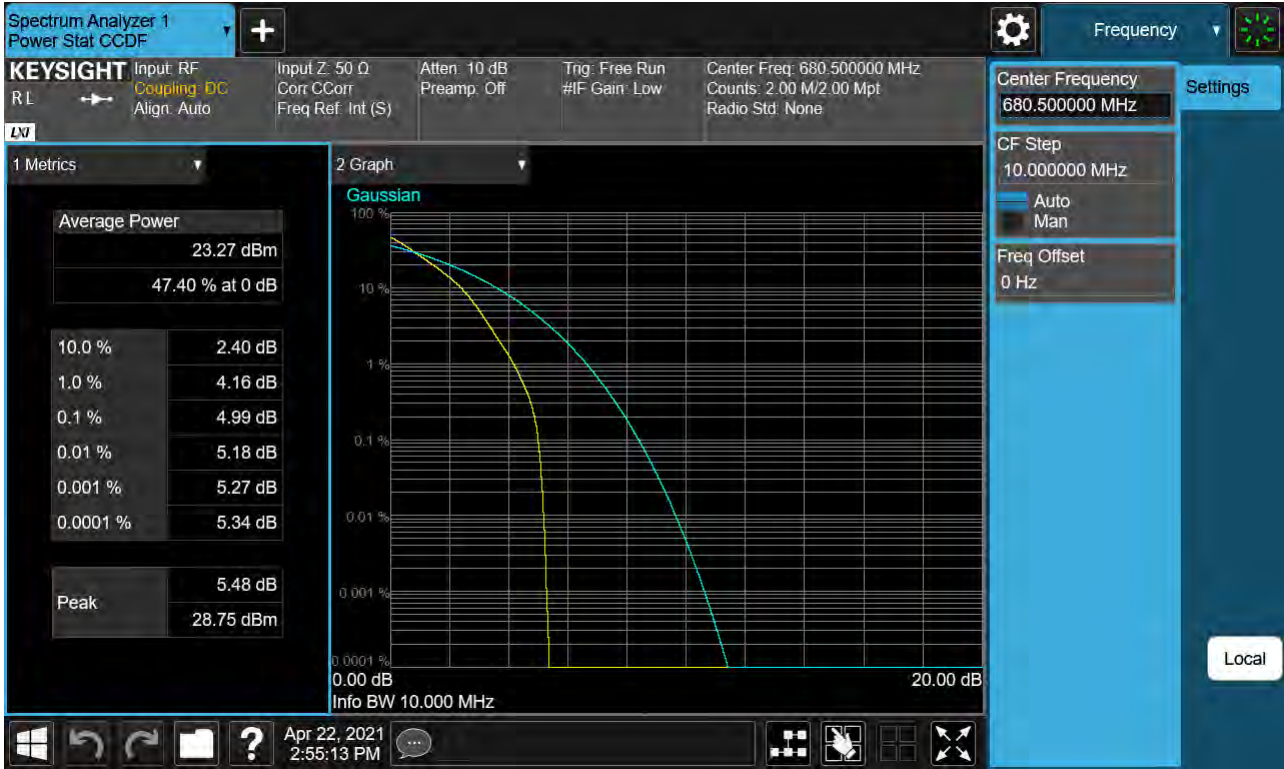 Spectrum Analyzer 1
Power Stat CCDF
Frequency
KEYSIGHT
R L
LXI
Input: RF
Coupling: DC
Align: Auto
Input Z: 50 Ω
Corr CCorr
Freq Ref: Int (S)
Atten: 10 dB
Preamp: Off
Trig: Free Run
#IF Gain: Low
Center Freq: 680.500000 MHz
Counts: 2.00 M/2.00 Mpt
Radio Std: None
Center Frequency
680.500000 MHz
Settings
CF Step
10.000000 MHz
Auto
Man
Freq Offset
0 Hz
1 Metrics
Average Power
23.27 dBm
47.40 % at 0 dB
10.0 % 2.40 dB
1.0 % 4.16 dB
0.1 % 4.99 dB
0.01 % 5.18 dB
0.001 % 5.27 dB
0.0001 % 5.34 dB
Peak
5.48 dB
28.75 dBm
2 Graph
Gaussian
100 %
10 %
1 %
0.1 %
0.01 %
0.001 %
0.0001 %
0.00 dB 20.00 dB
Info BW 10.000 MHz
Local
?
Apr 22, 2021
2:55:13 PM